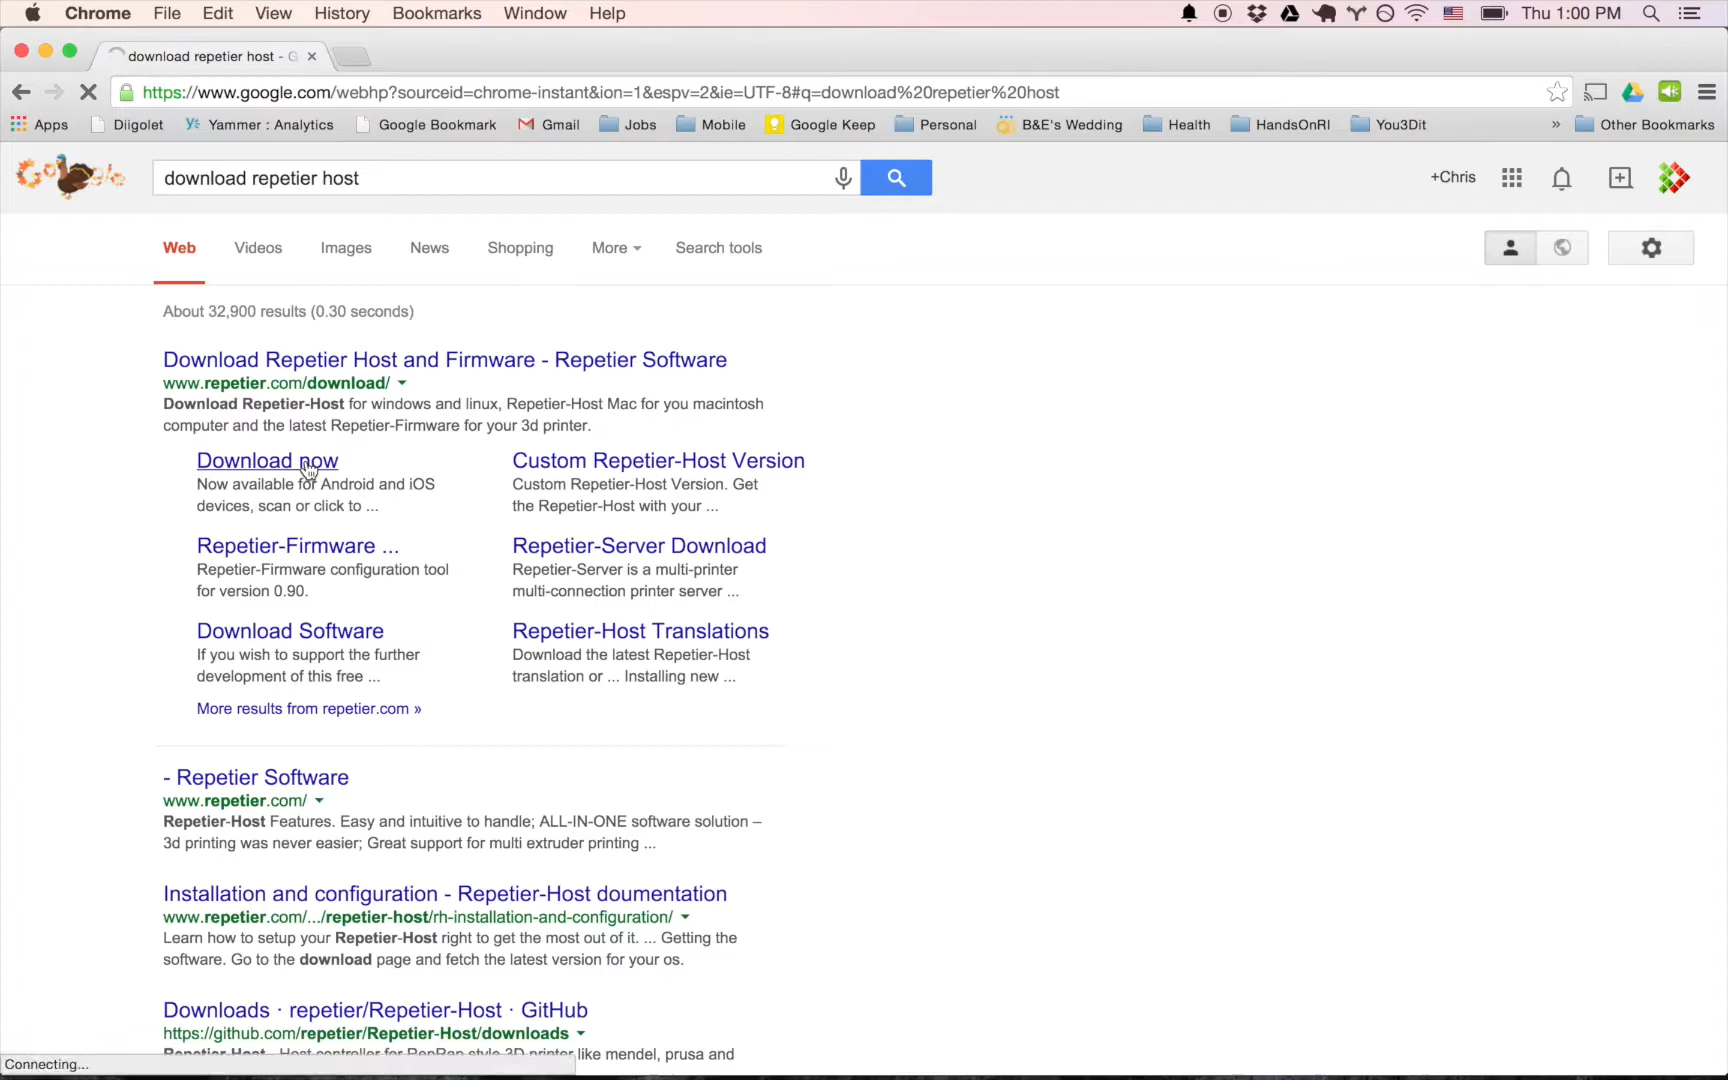 Chrome File Edit View History Bookmarks Window Help Thu 1:00 PM
download repetier host - G
https://www.google.com/webhp?sourceid=chrome-instant&ion=1&espv=2&ie=UTF-8#q=download%20repetier%20host
Apps Diigolet Yammer : Analytics Google Bookmark Gmail Jobs Mobile Google Keep Personal B&E's Wedding Health HandsOnRI You3Dit » Other Bookmarks
Google download repetier host +Chris
Web Videos Images News Shopping More Search tools
About 32,900 results (0.30 seconds)
Download Repetier Host and Firmware - Repetier Software
www.repetier.com/download/
Download Repetier-Host for windows and linux, Repetier-Host Mac for you macintosh
computer and the latest Repetier-Firmware for your 3d printer.
Download now
Now available for Android and iOS
devices, scan or click to ...
Custom Repetier-Host Version
Custom Repetier-Host Version. Get
the Repetier-Host with your ...
Repetier-Firmware ...
Repetier-Firmware configuration tool
for version 0.90.
Repetier-Server Download
Repetier-Server is a multi-printer
multi-connection printer server ...
Download Software
If you wish to support the further
development of this free ...
Repetier-Host Translations
Download the latest Repetier-Host
translation or ... Installing new ...
More results from repetier.com »
- Repetier Software
www.repetier.com/
Repetier-Host Features. Easy and intuitive to handle; ALL-IN-ONE software solution –
3d printing was never easier; Great support for multi extruder printing ...
Installation and configuration - Repetier-Host doumentation
www.repetier.com/.../repetier-host/rh-installation-and-configuration/
Learn how to setup your Repetier-Host right to get the most out of it. ... Getting the
software. Go to the download page and fetch the latest version for your os.
Downloads · repetier/Repetier-Host · GitHub
https://github.com/repetier/Repetier-Host/downloads
Repetier-Host - Host controller for RepRap style 3D printer like mendel, prusa and
Connecting...